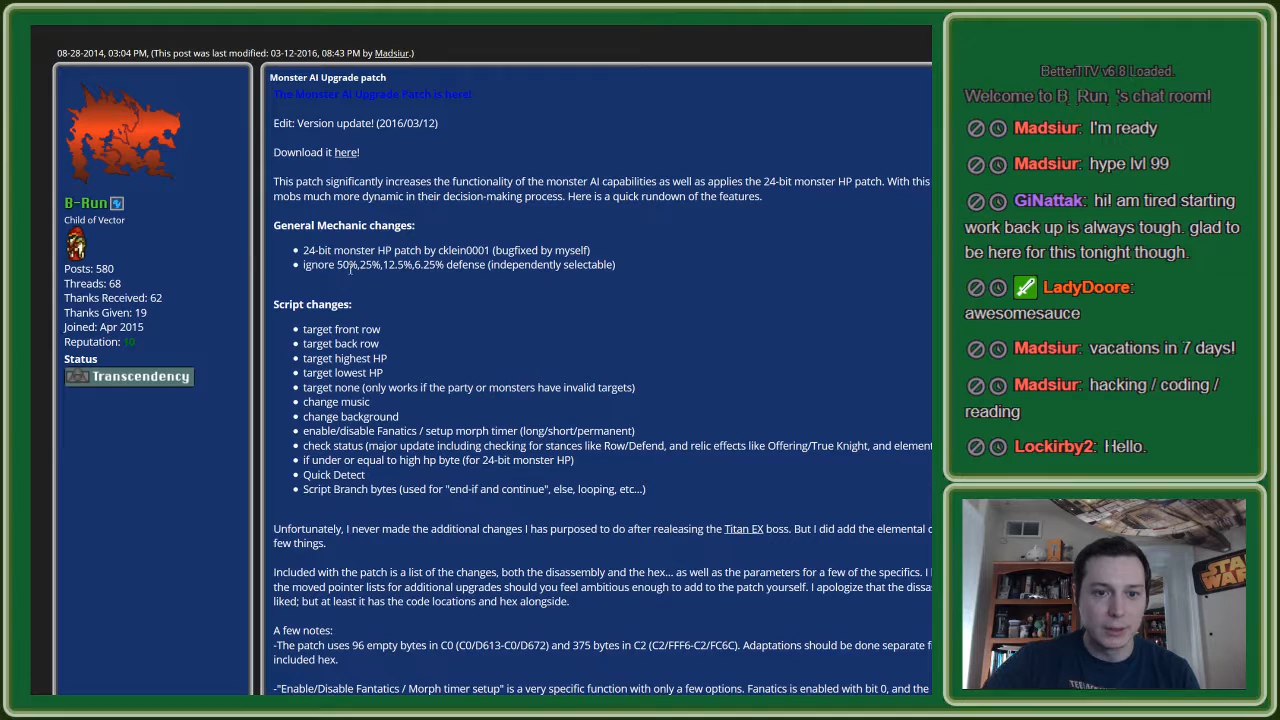 08-28-2014, 03:04 PM, (This post was last modified: 03-12-2016, 08:43 PM by Madsiur.)
B-Run
Child of Vector
Posts: 580
Threads: 68
Thanks Received: 62
Thanks Given: 19
Joined: Apr 2015
Reputation: 10
Status
Transcendency
Monster AI Upgrade patch
The Monster AI Upgrade Patch is here!
Edit: Version update! (2016/03/12)
Download it here!
This patch significantly increases the functionality of the monster AI capabilities as well as applies the 24-bit monster HP patch. With this
mobs much more dynamic in their decision-making process. Here is a quick rundown of the features.
General Mechanic changes:
• 24-bit monster HP patch by cklein0001 (bugfixed by myself)
• ignore 50%,25%,12.5%,6.25% defense (independently selectable)
Script changes:
• target front row
• target back row
• target highest HP
• target lowest HP
• target none (only works if the party or monsters have invalid targets)
• change music
• change background
• enable/disable Fanatics / setup morph timer (long/short/permanent)
• check status (major update including checking for stances like Row/Defend, and relic effects like Offering/True Knight, and element
• if under or equal to high hp byte (for 24-bit monster HP)
• Quick Detect
• Script Branch bytes (used for "end-if and continue", else, looping, etc...)
Unfortunately, I never made the additional changes I has purposed to do after realeasing the Titan EX boss. But I did add the elemental
few things.
Included with the patch is a list of the changes, both the disassembly and the hex... as well as the parameters for a few of the specifics. I
the moved pointer lists for additional upgrades should you feel ambitious enough to add to the patch yourself. I apologize that the dissa
liked; but at least it has the code locations and hex alongside.
A few notes:
-The patch uses 96 empty bytes in C0 (C0/D613-C0/D672) and 375 bytes in C2 (C2/FFF6-C2/FC6C). Adaptations should be done separate
included hex.
-"Enable/Disable Fantatics / Morph timer setup" is a very specific function with only a few options. Fanatics is enabled with bit 0, and the
BetterTTV v6.8 Loaded.
Welcome to B_Run_'s chat room!
Madsiur: I'm ready
Madsiur: hype lvl 99
GiNattak: hi! am tired starting
work back up is always tough. glad to
be here for this tonight though.
LadyDoore:
awesomesauce
Madsiur: vacations in 7 days!
Madsiur: hacking / coding /
reading
Lockirby2: Hello.
STAR
WARS